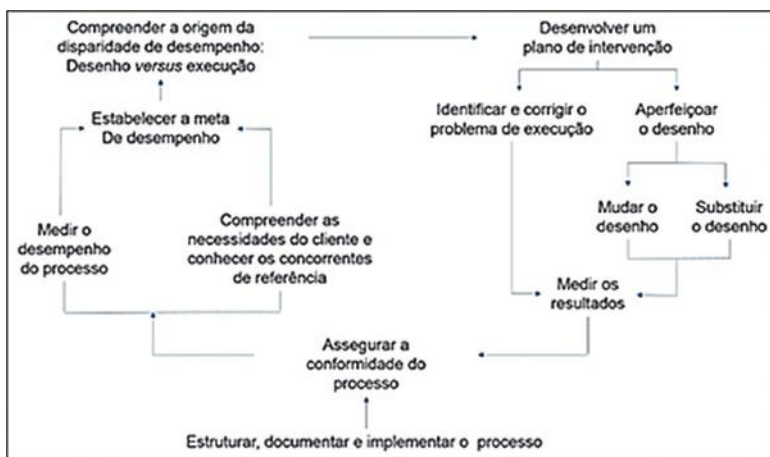 Compreender a origem da
disparidade de desempenho:
Desenho versus execução
Desenvolver um
plano de intervenção
Estabelecer a meta
De desempenho
Identificar e corrigir o
problema de execução
Aperfeiçoar
o desenho
Medir o
desempenho
do processo
Compreender as
necessidades do cliente e
conhecer os concorrentes
de referência
Mudar o
desenho
Substituir
o desenho
Medir os
resultados
Assegurar a
conformidade do
processo
Estruturar, documentar e implementar o processo